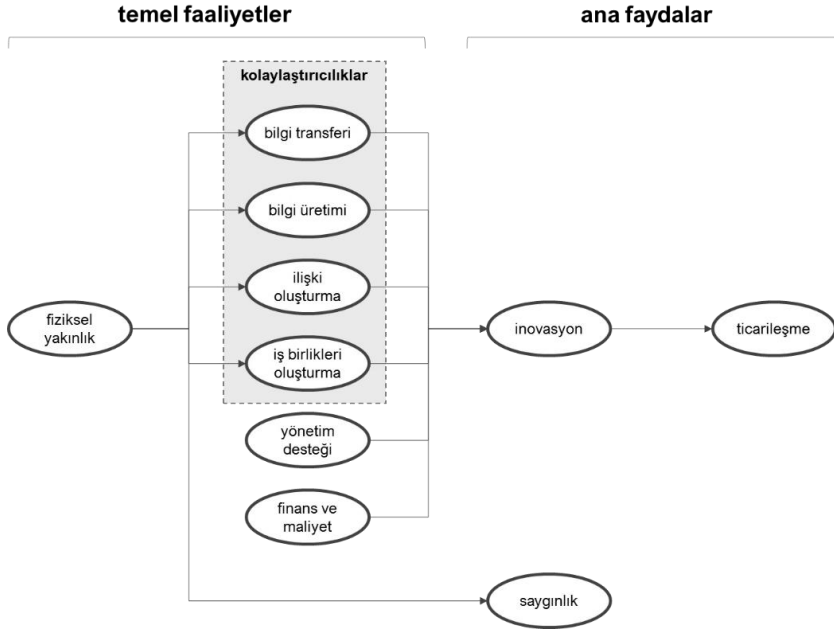 temel faaliyetler
ana faydalar
kolaylaştırıcılıklar
bilgi transferi
bilgi üretimi
ilişki
oluşturma
fiziksel
yakınlık
inovasyon
ticarileşme
iş birlikleri
oluşturma
yönetim
desteği
finans ve
maliyet
saygınlık